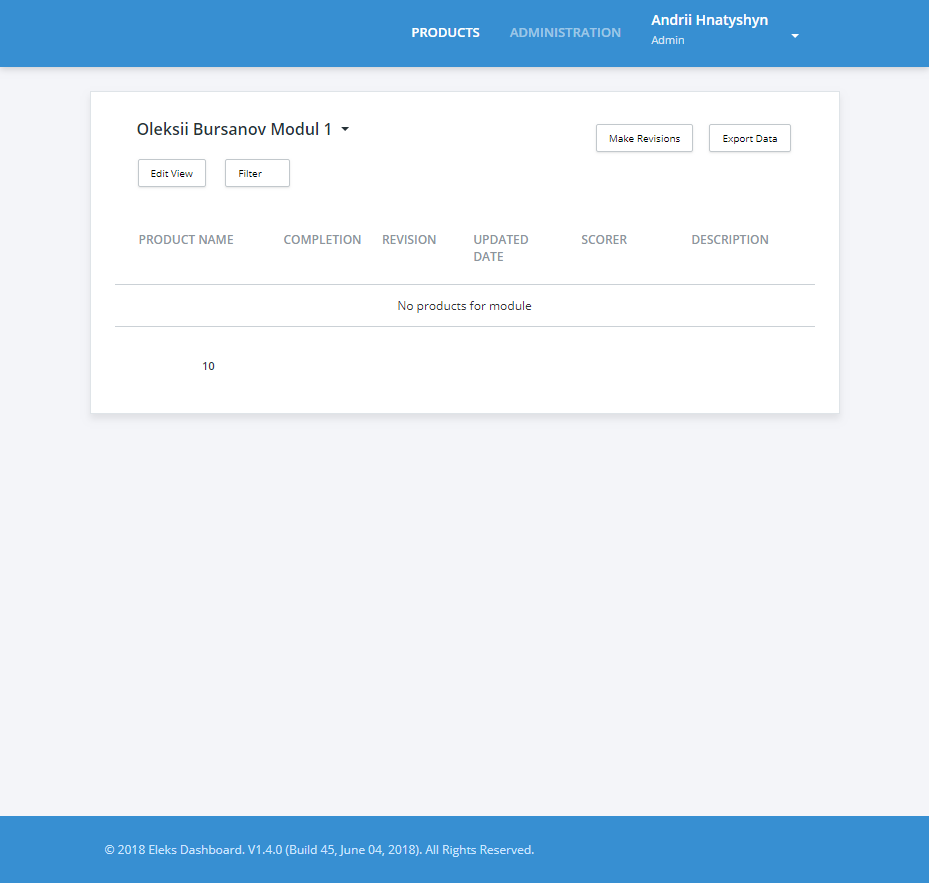 PRODUCTS
ADMINISTRATION
Andrii Hnatyshyn
Admin
Oleksii Bursanov Modul 1
Make Revisions
Export Data
Edit View
Filter
PRODUCT NAME
COMPLETION
REVISION
UPDATED
DATE
SCORER
DESCRIPTION
No products for module
10
© 2018 Eleks Dashboard. V1.4.0 (Build 45, June 04, 2018). All Rights Reserved.